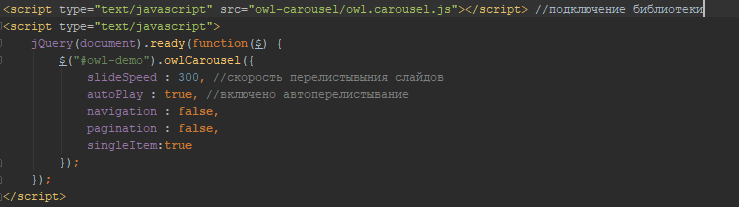 <script type="text/javascript" src="owl-carousel/owl.carousel.js"></script> //подключение библиотеки
<script type="text/javascript">
jQuery(document).ready(function($) {
$("#owl-demo").owlCarousel({
slideSpeed : 300, //скорость перелистывыния слайдов
autoPlay : true, //включено автоперелистывание
navigation : false,
pagination : false,
singleItem:true
});
});
</script>